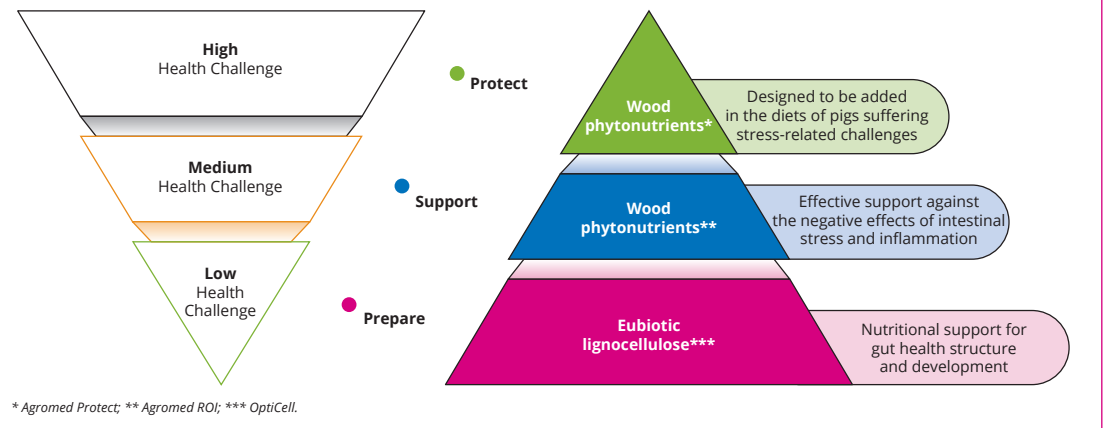 High
Health Challenge
Medium
Health Challenge
Low
Health
Challenge
Protect
Support
Prepare
Wood
phytonutrients*
Designed to be added
in the diets of pigs suffering
stress-related challenges
Wood
phytonutrients**
Effective support against
the negative effects of intestinal
stress and inflammation
Eubiotic
lignocellulose***
Nutritional support for
gut health structure
and development
* Agromed Protect; ** Agromed ROI; *** OptiCell.